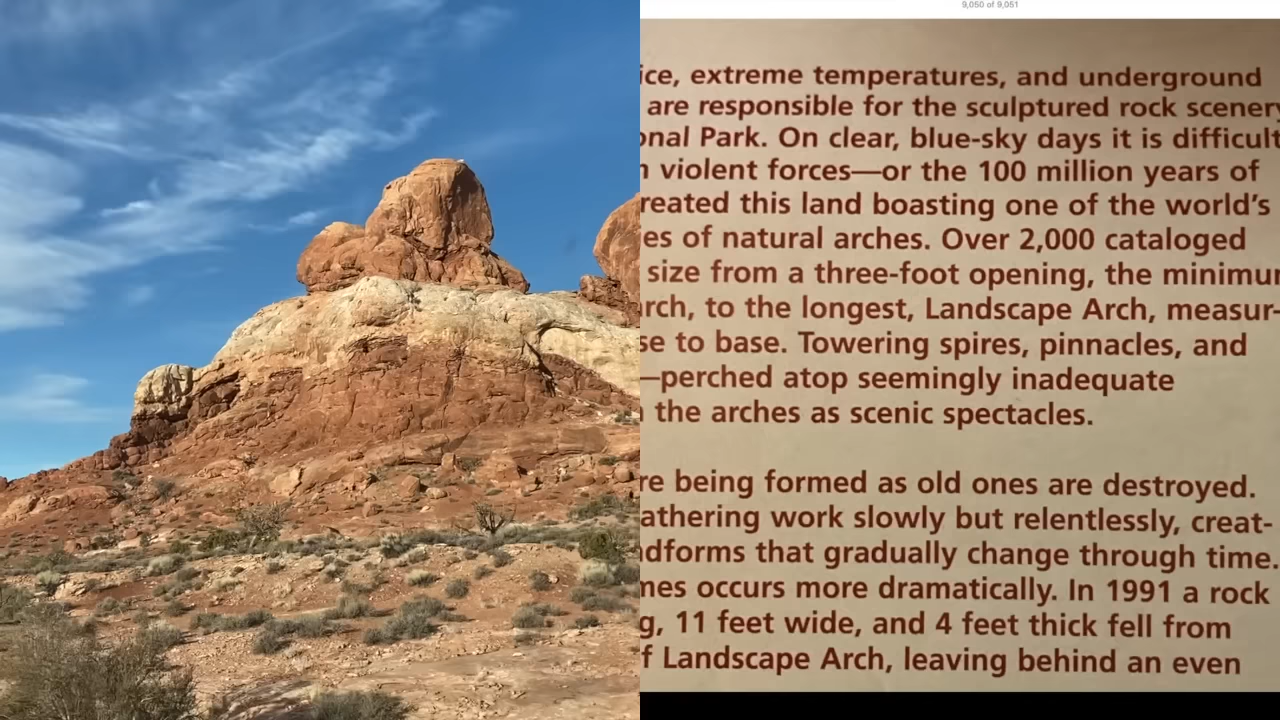 9,050 of 9,051
ice, extreme temperatures, and underground
are responsible for the sculptured rock scenery
onal Park. On clear, blue-sky days it is difficult
violent forces—or the 100 million years of
reated this land boasting one of the world's
es of natural arches. Over 2,000 cataloged
size from a three-foot opening, the minimu
rch, to the longest, Landscape Arch, measur-
se to base. Towering spires, pinnacles, and
—perched atop seemingly inadequate
the arches as scenic spectacles.
re being formed as old ones are destroyed.
athering work slowly but relentlessly, creat-
dforms that gradually change through time.
mes occurs more dramatically. In 1991 a rock
g, 11 feet wide, and 4 feet thick fell from
f Landscape Arch, leaving behind an even